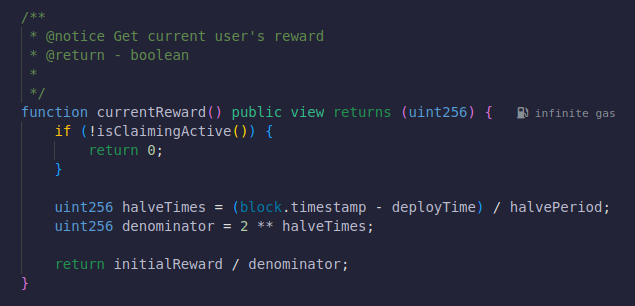 /**
 * @notice Get current user's reward
 * @return - boolean
 *
 */
function currentReward() public view returns (uint256) { infinite gas
    if (!isClaimingActive()) {
        return 0;
    }
    uint256 halveTimes = (block.timestamp - deployTime) / halvePeriod;
    uint256 denominator = 2 ** halveTimes;
    return initialReward / denominator;
}